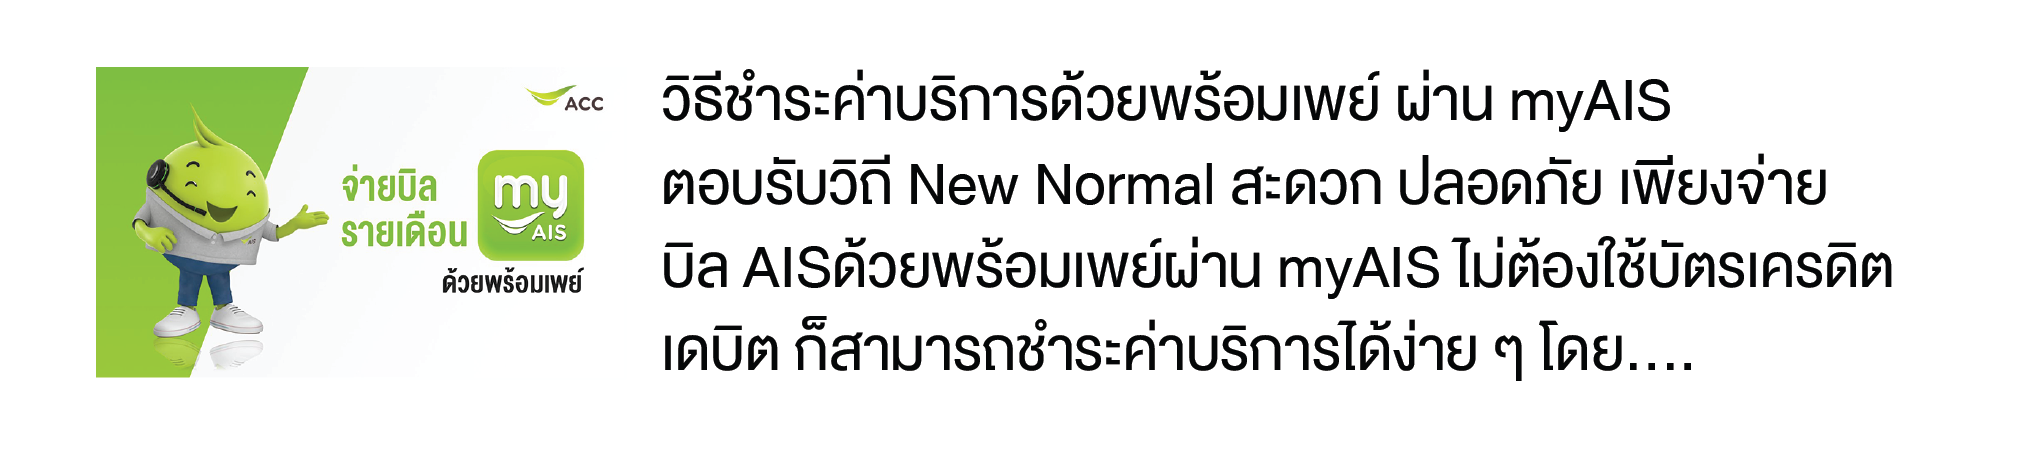 ACC
จ่ายบิล
รายเดือน
my
AIS
ด้วยพร้อมเพย์
AIS
วิธีชำระค่าบริการด้วยพร้อมเพย์ ผ่าน myAIS
ตอบรับวิถี New Normal สะดวก ปลอดภัย เพียงจ่าย
บิล AISด้วยพร้อมเพย์ผ่าน myAIS ไม่ต้องใช้บัตรเครดิต
เดบิต ก็สามารถชำระค่าบริการได้ง่าย ๆ โดย....